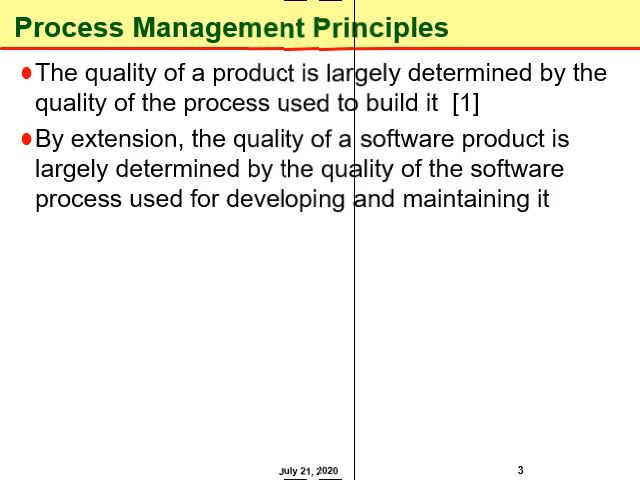 Process Management Principles
The quality of a product is largely determined by the
quality of the process used to build it [1]
By extension, the quality of a software product is
largely determined by the quality of the software
process used for developing and maintaining it
July 21, 2020
3